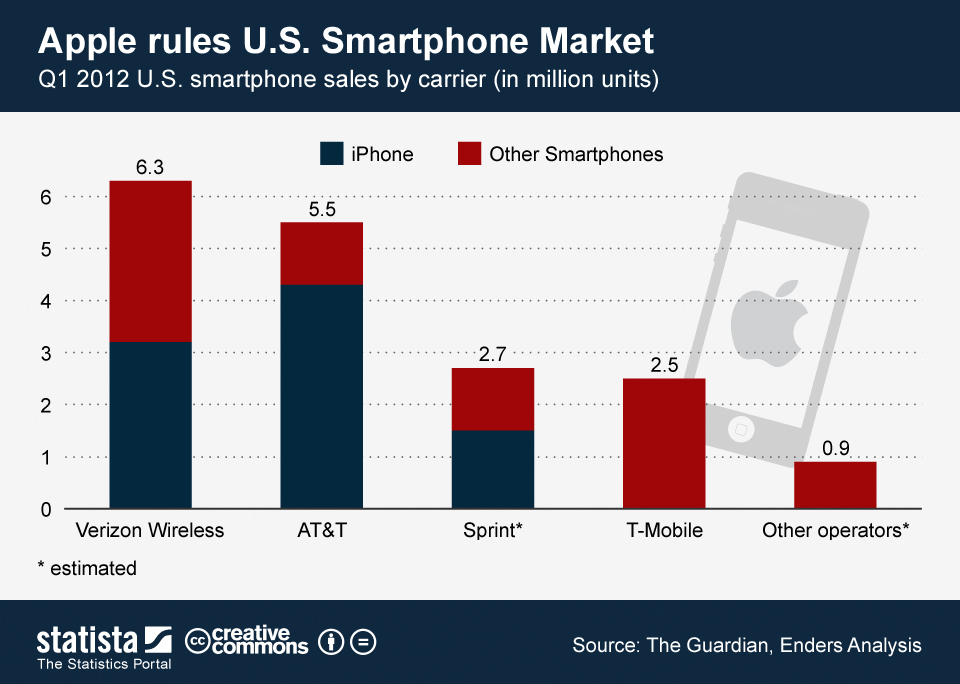 Apple rules U.S. Smartphone Market
Q1 2012 U.S. smartphone sales by carrier (in million units)
iPhone
Other Smartphones
6.3
5.5
2.7
2.5
0.9
6
5
4
3
2
1
0
Verizon Wireless
AT&T
Sprint*
T-Mobile
Other operators*
* estimated
statista
The Statistics Portal
cc creative commons
Source: The Guardian, Enders Analysis